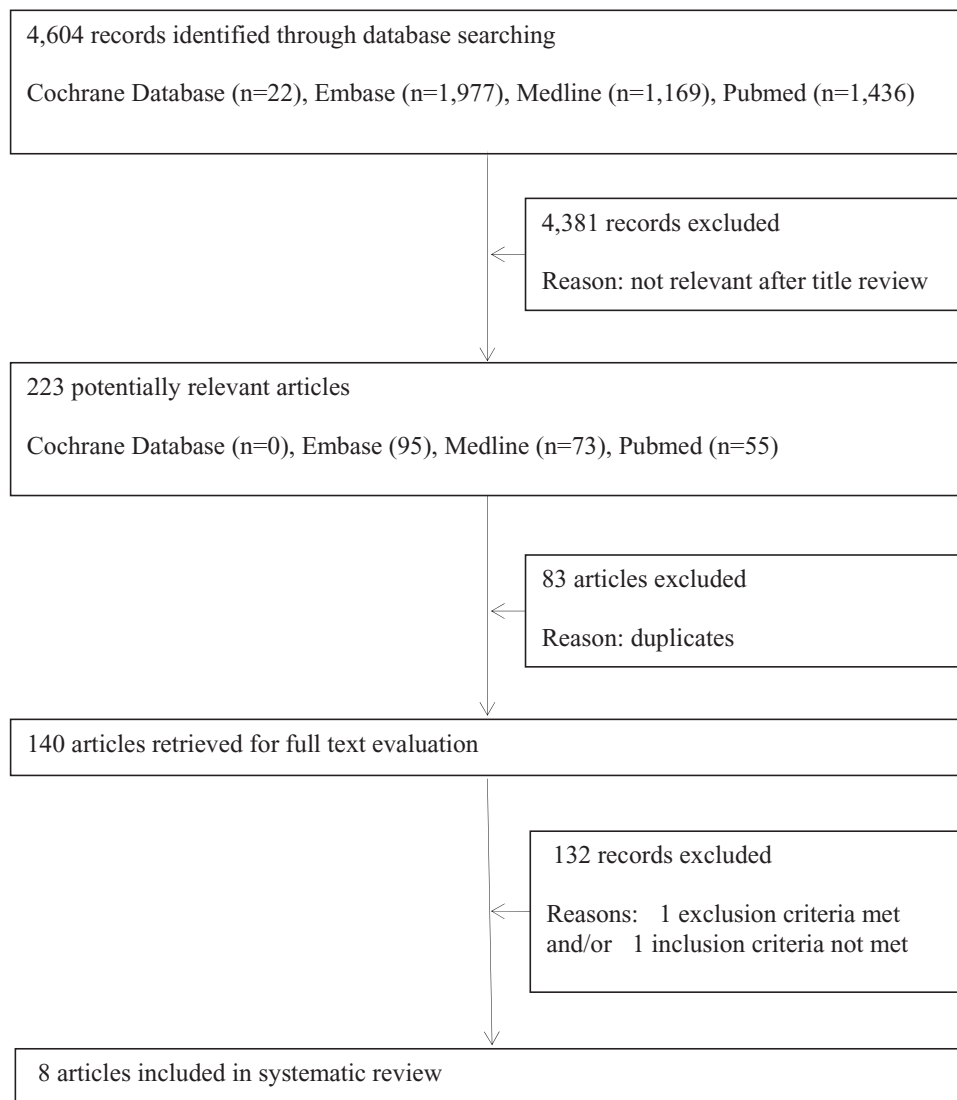 4,604 records identified through database searching
Cochrane Database (n=22), Embase (n=1,977), Medline (n=1,169), Pubmed (n=1,436)
4,381 records excluded
Reason: not relevant after title review
223 potentially relevant articles
Cochrane Database (n=0), Embase (95), Medline (n=73), Pubmed (n=55)
83 articles excluded
Reason: duplicates
140 articles retrieved for full text evaluation
132 records excluded
Reasons: 1 exclusion criteria met
and/or 1 inclusion criteria not met
8 articles included in systematic review